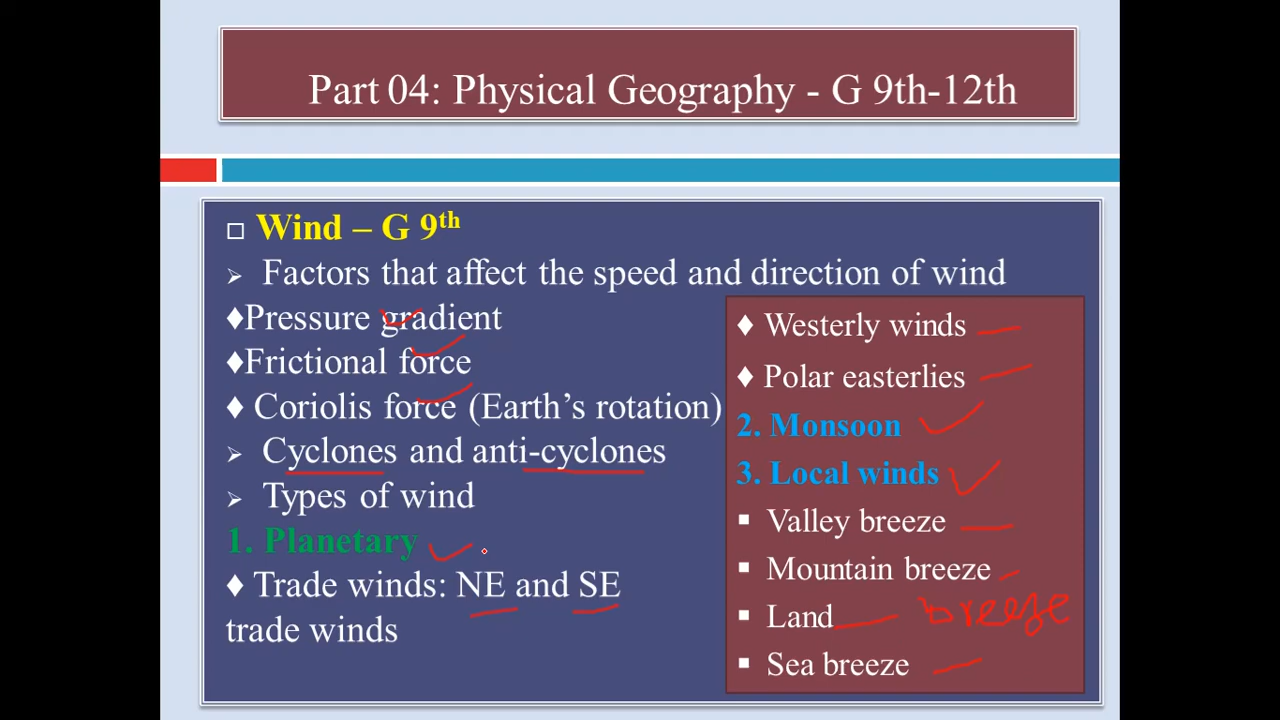 Part 04: Physical Geography - G 9th-12th
Wind – G 9th
Factors that affect the speed and direction of wind
Pressure gradient
Frictional force
Coriolis force (Earth's rotation)
Cyclones and anti-cyclones
Types of wind
1. Planetary
Trade winds: NE and SE
trade winds
Westerly winds
Polar easterlies
2. Monsoon
3. Local winds
Valley breeze
Mountain breeze
Land breeze
Sea breeze